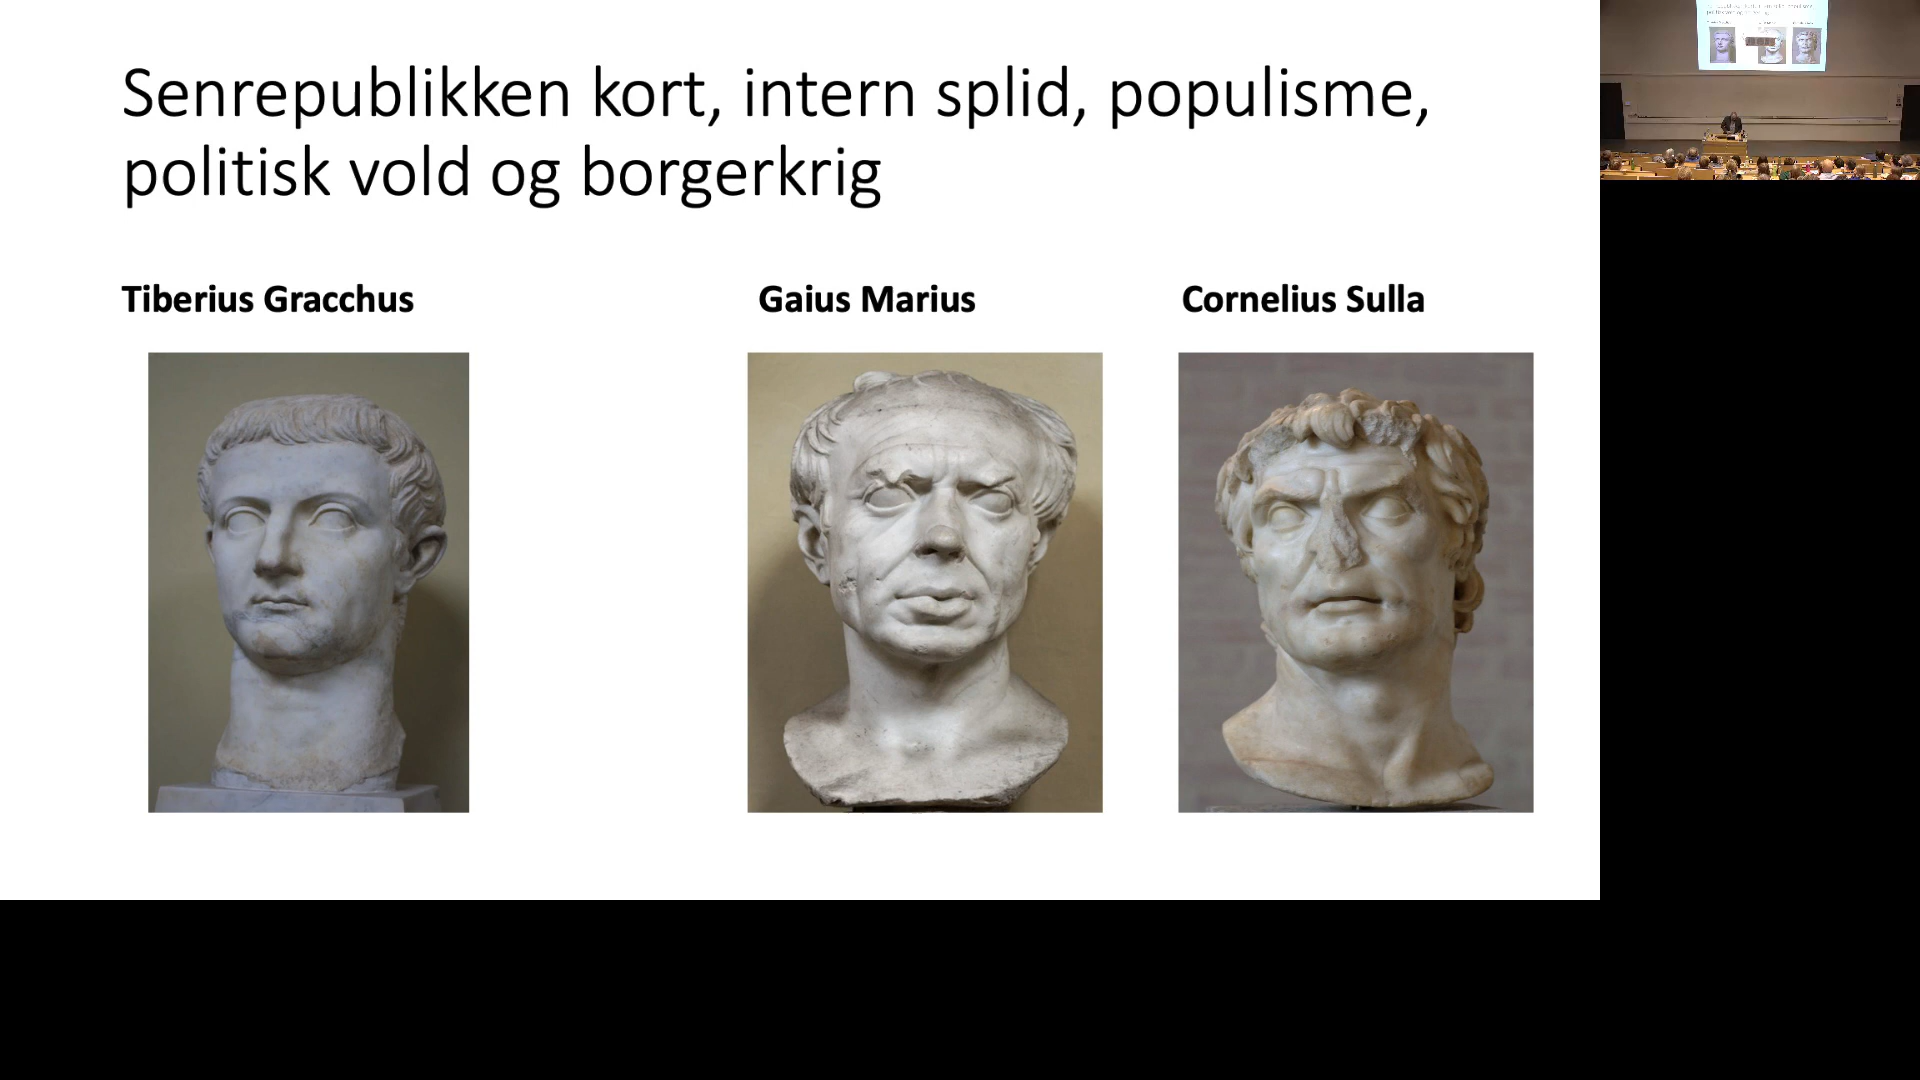 Senrepublikken kort, intern splid, populisme,
politisk vold og borgerkrig
Tiberius Gracchus
Gaius Marius
Cornelius Sulla